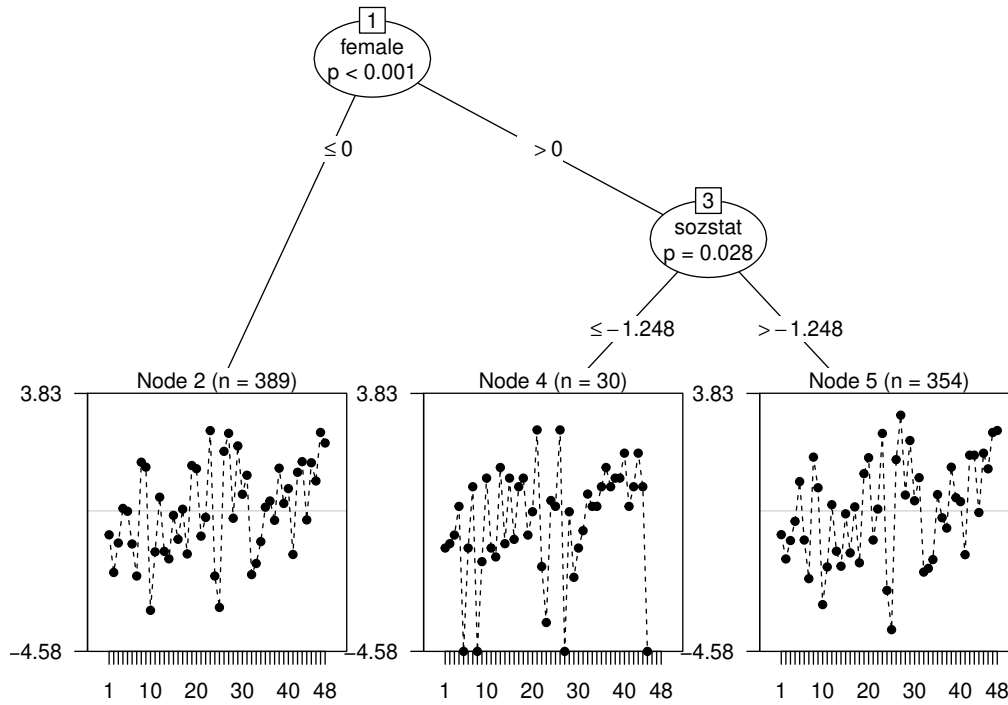 1
female
p < 0.001
≤ 0
> 0
3
sozstat
p = 0.028
≤ −1.248
> −1.248
Node 2 (n = 389)
3.83
−4.58
1 10 20 30 40 48
Node 4 (n = 30)
3.83
−4.58
1 10 20 30 40 48
Node 5 (n = 354)
3.83
−4.58
1 10 20 30 40 48